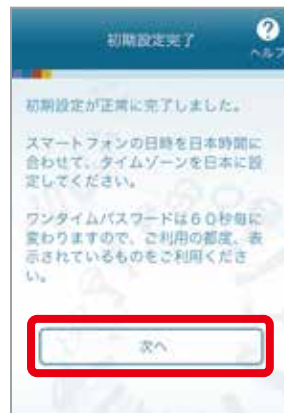 初期設定完了
?
ヘルプ
初期設定が正常に完了しました。
スマートフォンの日時を日本時間に
合わせて、タイムゾーンを日本に設
定してください。
ワンタイムパスワードは60秒毎に
変わりますので、ご利用の都度、表
示されているものをご利用くださ
い。
次へ